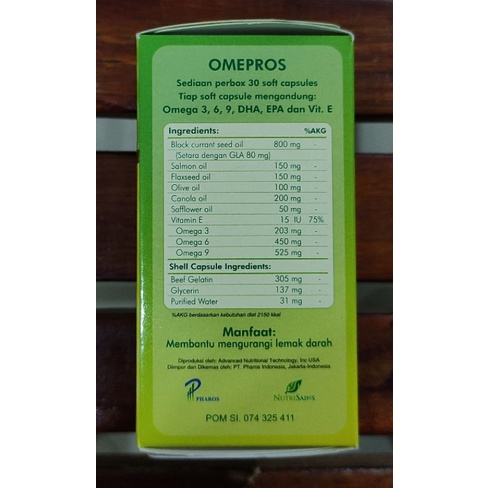 OMEPROS
Sediaan perbox 30 soft capsules
Tiap soft capsule mengandung:
Omega 3, 6, 9, DHA, EPA dan Vit. E
Ingredients: %AKG
Black currant seed oil 800 mg -
(Setara dengan GLA 80 mg)
Salmon oil 150 mg -
Flaxseed oil 150 mg -
Olive oil 100 mg -
Canola oil 200 mg -
Safflower oil 50 mg -
Vitamin E 15 IU 75%
Omega 3 203 mg -
Omega 6 450 mg -
Omega 9 525 mg -
Shell Capsule Ingredients:
Beef Gelatin 305 mg -
Glycerin 137 mg -
Purified Water 31 mg -
%AKG berdasarkan kebutuhan diet 2150 kkal
Manfaat:
Membantu mengurangi lemak darah
Diproduksi oleh: Advanced Nutritional Technology, Inc USA
Diimpor dan Dikemas oleh: PT. Pharos Indonesia, Jakarta-Indonesia
PHAROS NUTRISAINS
POM SI. 074 325 411